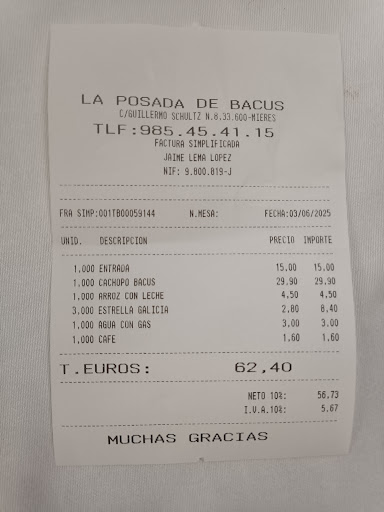 LA POSADA DE BACUS
C/GUILLERMO SCHULTZ N.8.33.600-MIERES
TLF:985.45.41.15
FACTURA SIMPLIFICADA
JAIME LEMA LOPEZ
NIF: 9.800.819-J
FRA SIMP:001TB00059144 N.MESA: FECHA:03/06/2025
UNID. DESCRIPCION PRECIO IMPORTE
1,000 ENTRADA 15,00 15,00
1,000 CACHOPO BACUS 29,90 29,90
1,000 ARROZ CON LECHE 4,50 4,50
3,000 ESTRELLA GALICIA 2,80 8,40
1,000 AGUA CON GAS 3,00 3,00
1,000 CAFE 1,60 1,60
T.EUROS: 62,40
NETO 10%: 56,73
I.V.A.10%: 5,67
MUCHAS GRACIAS